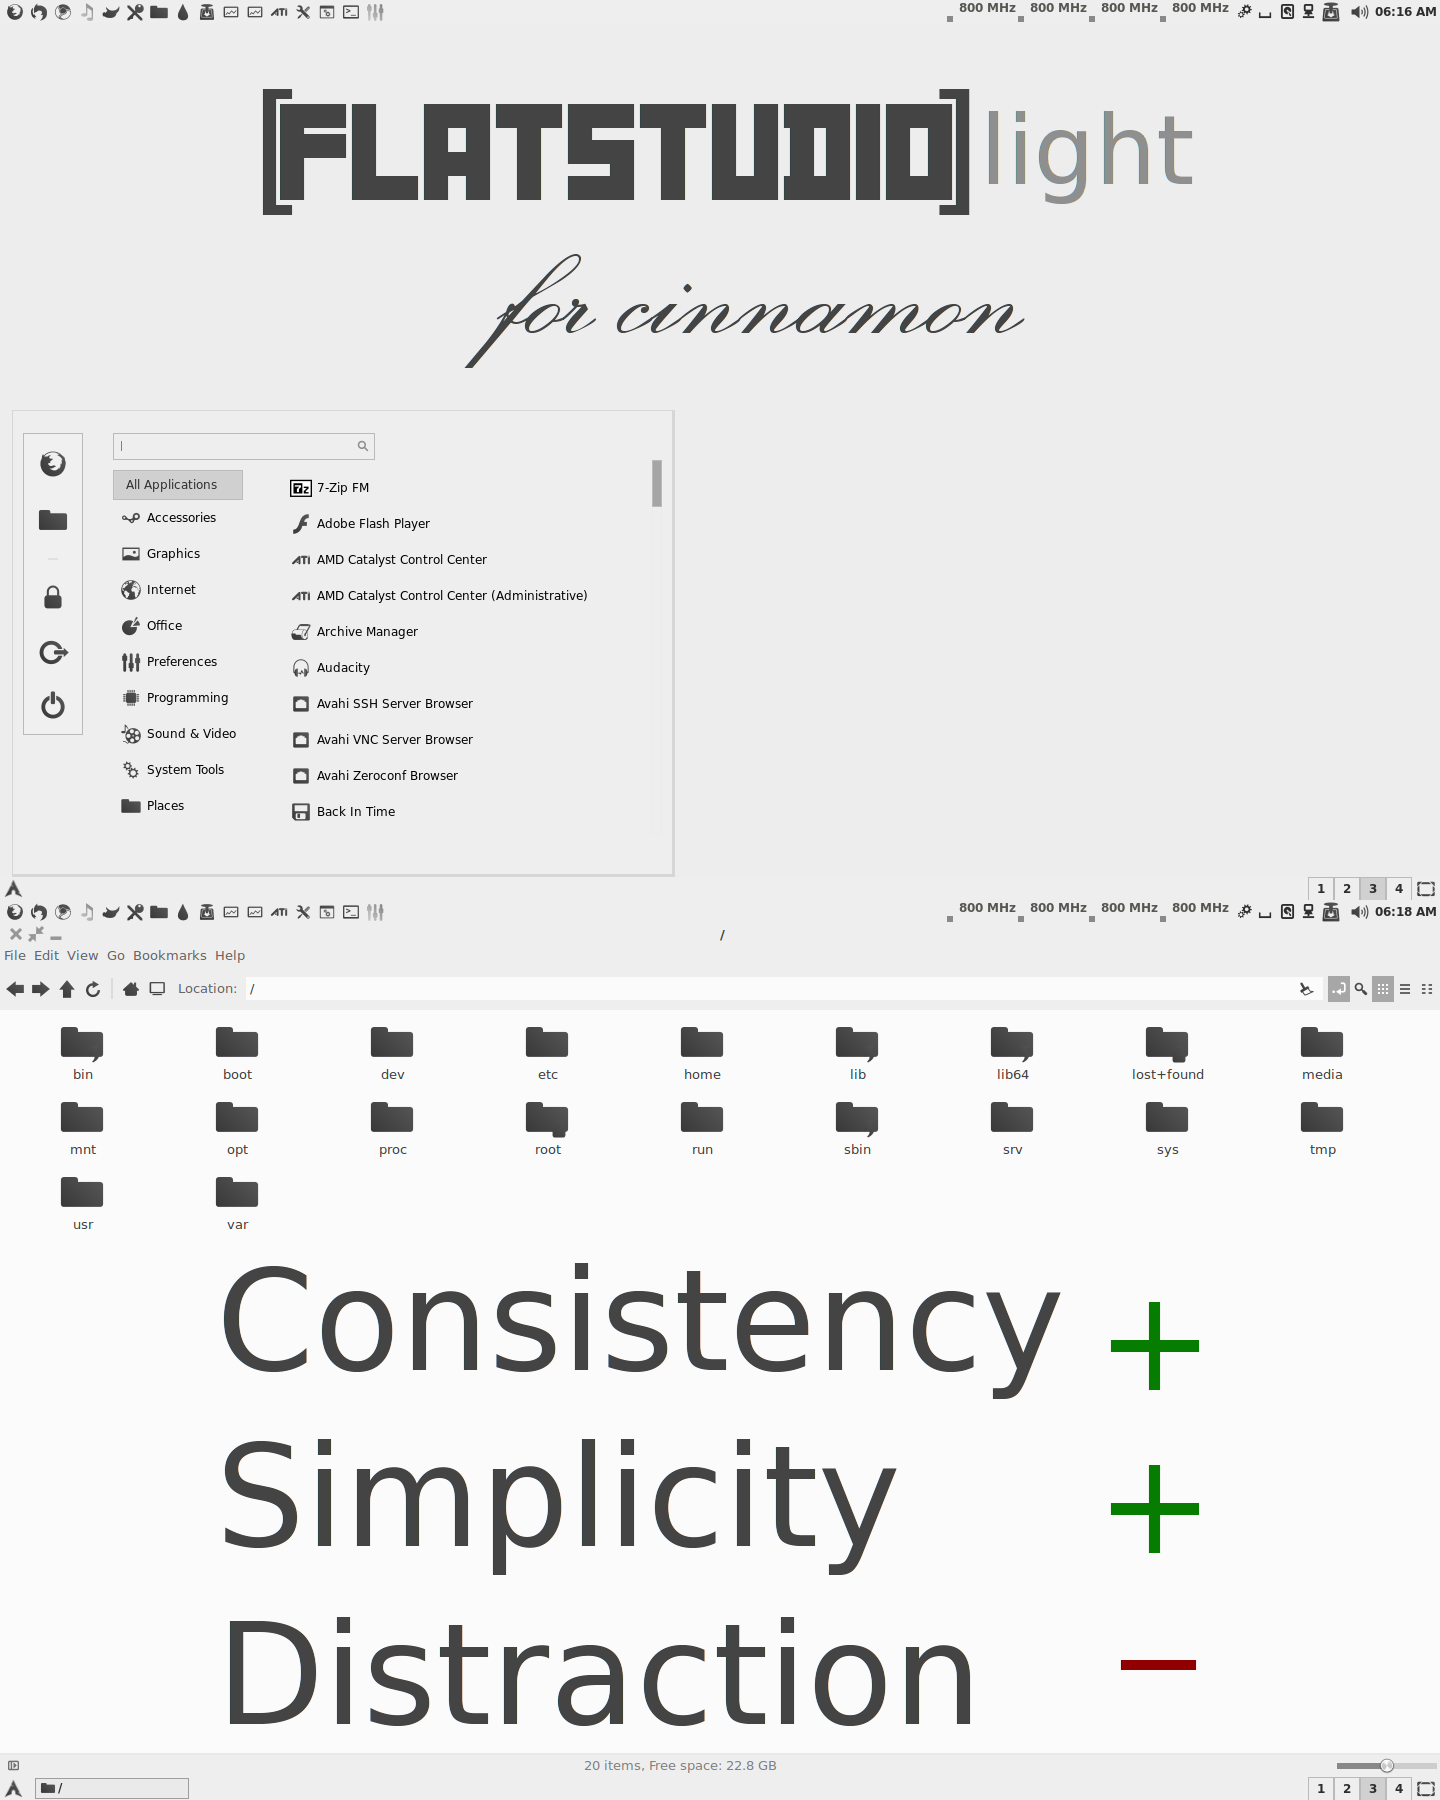 800 MHz 800 MHz 800 MHz 800 MHz 06:16 AM
[FLATSTUDIO] light
for cinnamon
All Applications
Accessories
Graphics
Internet
Office
Preferences
Programming
Sound & Video
System Tools
Places
7-Zip FM
Adobe Flash Player
AMD Catalyst Control Center
AMD Catalyst Control Center (Administrative)
Archive Manager
Audacity
Avahi SSH Server Browser
Avahi VNC Server Browser
Avahi Zeroconf Browser
Back In Time
1 2 3 4
800 MHz 800 MHz 800 MHz 800 MHz 06:18 AM
/
File Edit View Go Bookmarks Help
Location: /
bin boot dev etc home lib lib64 lost+found media
mnt opt proc root run sbin srv sys tmp
usr var
Consistency +
Simplicity +
Distraction −
20 items, Free space: 22.8 GB
/ 1 2 3 4